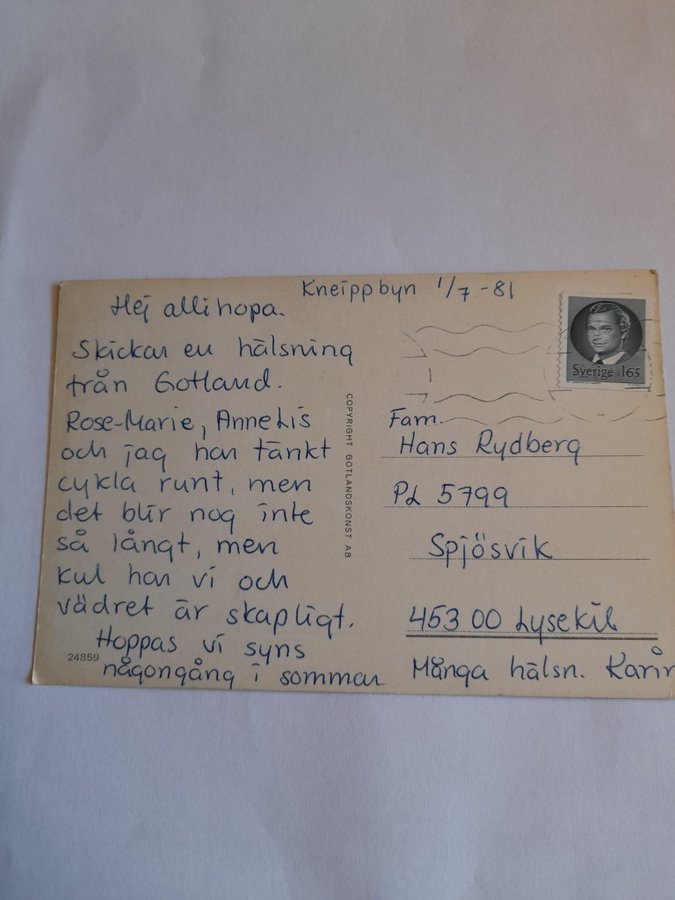 Kneippbyn 1/7-81
Hej allihopa.
Skickar en hälsning
från Gotland.
Rose-Marie, AnneLis
och jag har tänkt
cykla runt, men
det blir nog inte
så långt, men
kul har vi och
vädret är skapligt.
Hoppas vi syns
någongång i sommar
24859
COPYRIGHT GOTLANDSKONST AB
Sverige 165
Fam.
Hans Rydberg
PL 5799
Spjösvik
453 00 Lysekil
Många hälsn. Karin